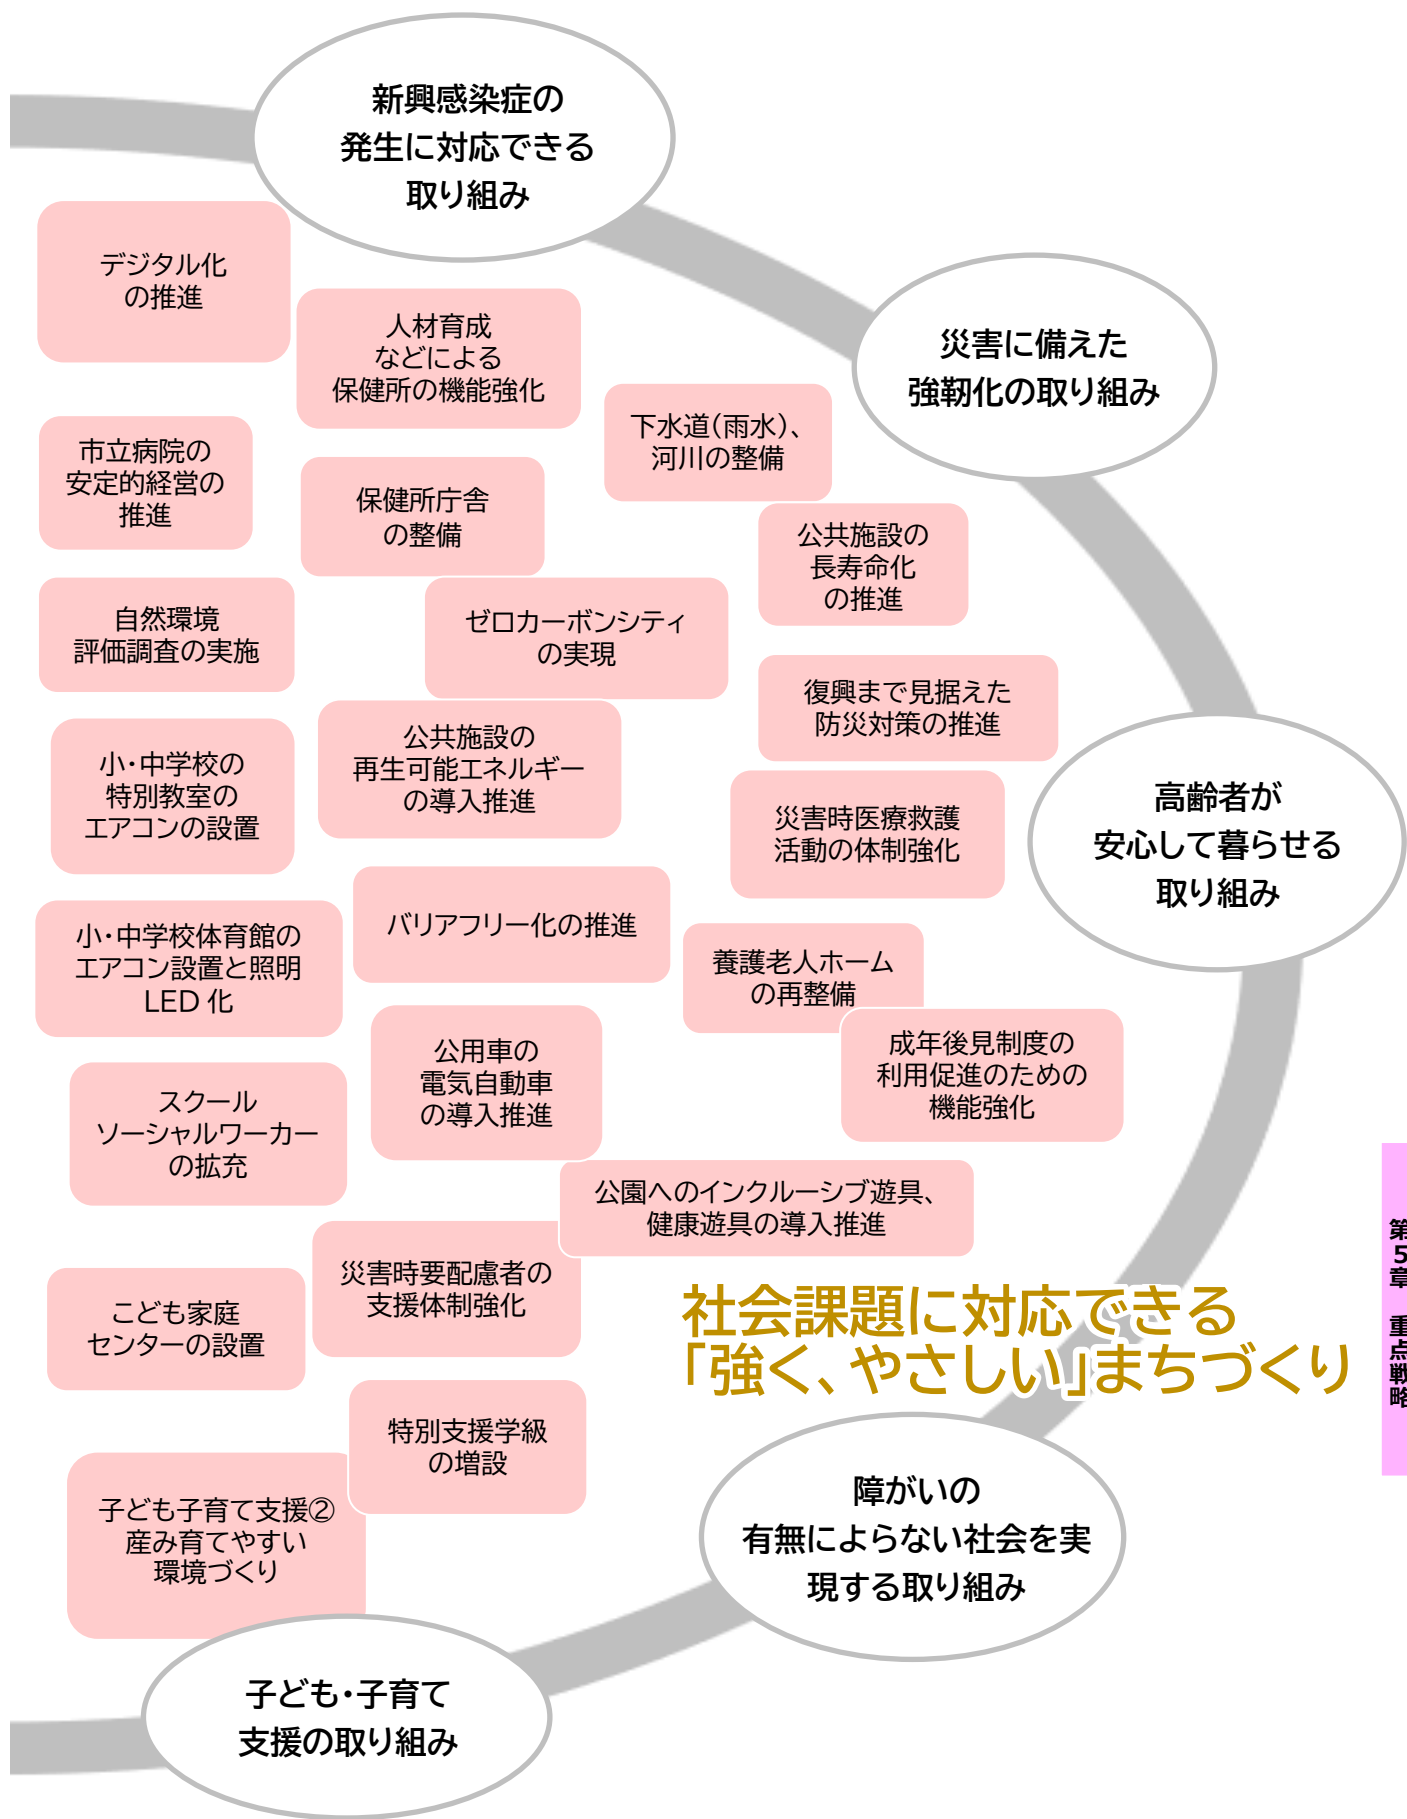 新興感染症の
発生に対応できる
取り組み
災害に備えた
強靭化の取り組み
高齢者が
安心して暮らせる
取り組み
障がいの
有無によらない社会を実
現する取り組み
子ども・子育て
支援の取り組み
デジタル化
の推進
人材育成
などによる
保健所の機能強化
下水道(雨水)、
河川の整備
市立病院の
安定的経営の
推進
保健所庁舎
の整備
公共施設の
長寿命化
の推進
自然環境
評価調査の実施
ゼロカーボンシティ
の実現
復興まで見据えた
防災対策の推進
小・中学校の
特別教室の
エアコンの設置
公共施設の
再生可能エネルギー
の導入推進
災害時医療救護
活動の体制強化
小・中学校体育館の
エアコン設置と照明
LED 化
バリアフリー化の推進
養護老人ホーム
の再整備
成年後見制度の
利用促進のための
機能強化
公用車の
電気自動車
の導入推進
スクール
ソーシャルワーカー
の拡充
公園へのインクルーシブ遊具、
健康遊具の導入推進
災害時要配慮者の
支援体制強化
こども家庭
センターの設置
特別支援学級
の増設
子ども子育て支援②
産み育てやすい
環境づくり
社会課題に対応できる
「強く、やさしい」まちづくり
第5章 重点戦略